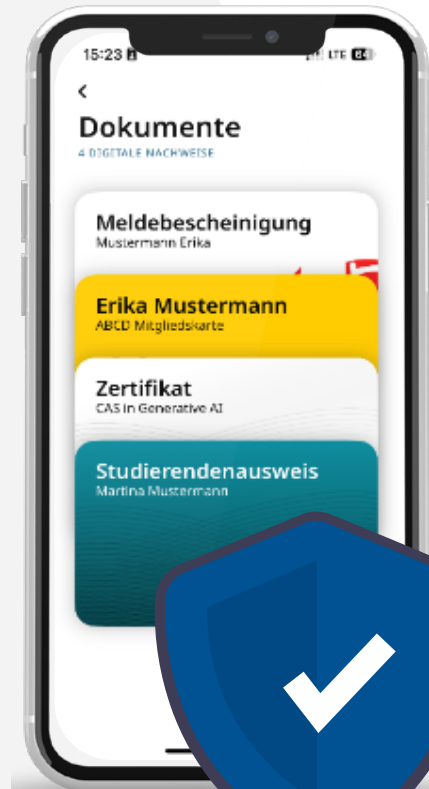 15:23
LTE 64
Dokumente
4 DIGITALE NACHWEISE
Meldebescheinigung
Mustermann Erika
Erika Mustermann
ABCD Mitgliedskarte
Zertifikat
CAS in Generative AI
Studierendenausweis
Martina Mustermann